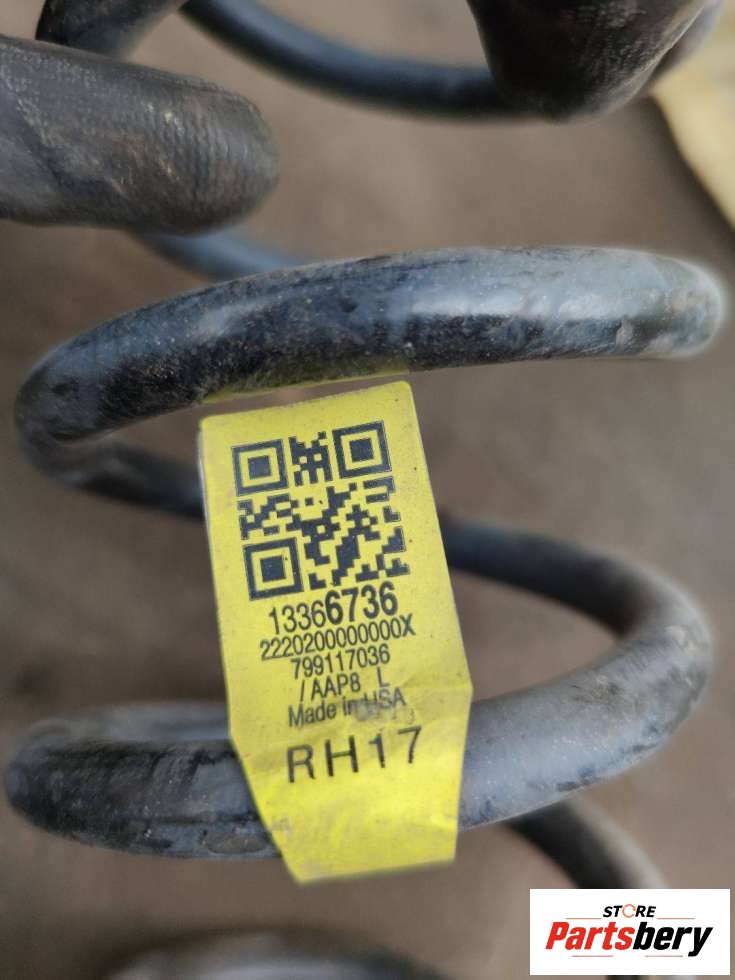 13366736
2220200000000X
799117036
/ AAP8 L
Made in USA
RH17
STORE
Partsbery